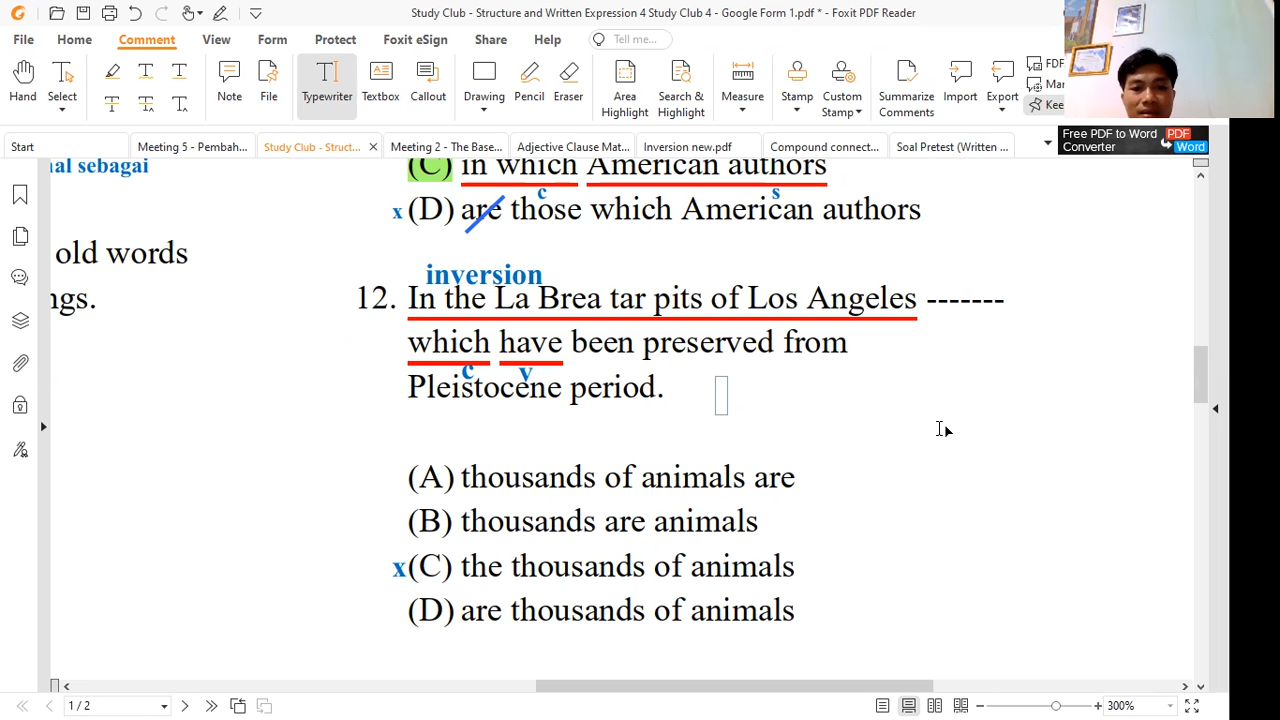 Study Club - Structure and Written Expression 4 Study Club 4 - Google Form 1.pdf * - Foxit PDF Reader
File Home Comment View Form Protect Foxit eSign Share Help Tell me...
Hand Select Note File Typewriter Textbox Callout Drawing Pencil Eraser Area Highlight Search & Highlight Measure Stamp Custom Stamp Summarize Comments Import Export
Start Meeting 5 - Pembah... Study Club - Struct... Meeting 2 - The Base... Adjective Clause Mat... Inversion new.pdf Compound connect... Soal Pretest (Written ...
Free PDF to Word Converter PDF Word
nal sebagai
old words
ngs.
(C) in which American authors
c s
x (D) are those which American authors
inversion
12. In the La Brea tar pits of Los Angeles -------
which have been preserved from
c v
Pleistocene period.
(A) thousands of animals are
(B) thousands are animals
x (C) the thousands of animals
(D) are thousands of animals
1 / 2
300%